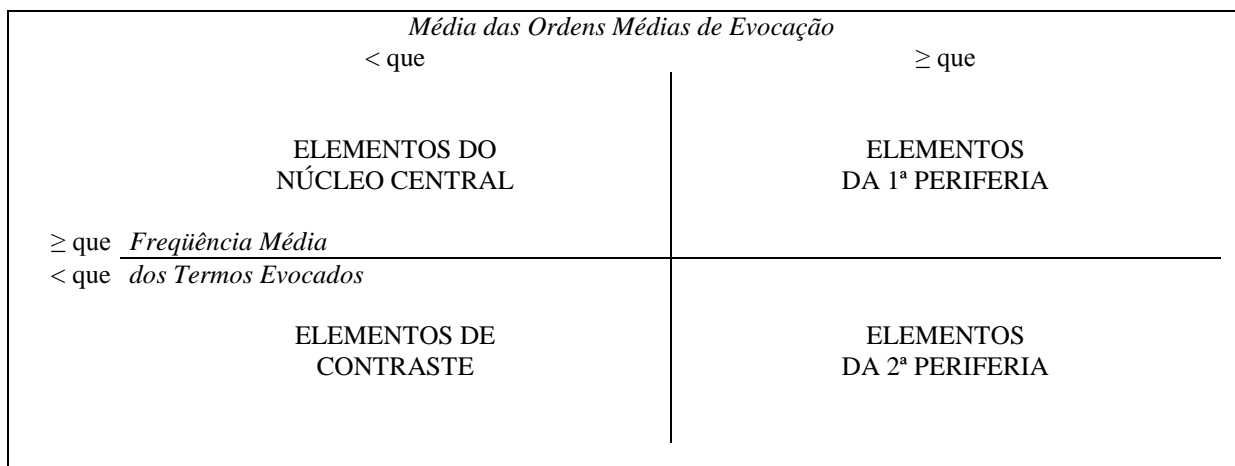 Média das Ordens Médias de Evocação
< que ≥ que
ELEMENTOS DO
NÚCLEO CENTRAL
ELEMENTOS
DA 1ª PERIFERIA
≥ que Freqüência Média
< que dos Termos Evocados
ELEMENTOS DE
CONTRASTE
ELEMENTOS
DA 2ª PERIFERIA